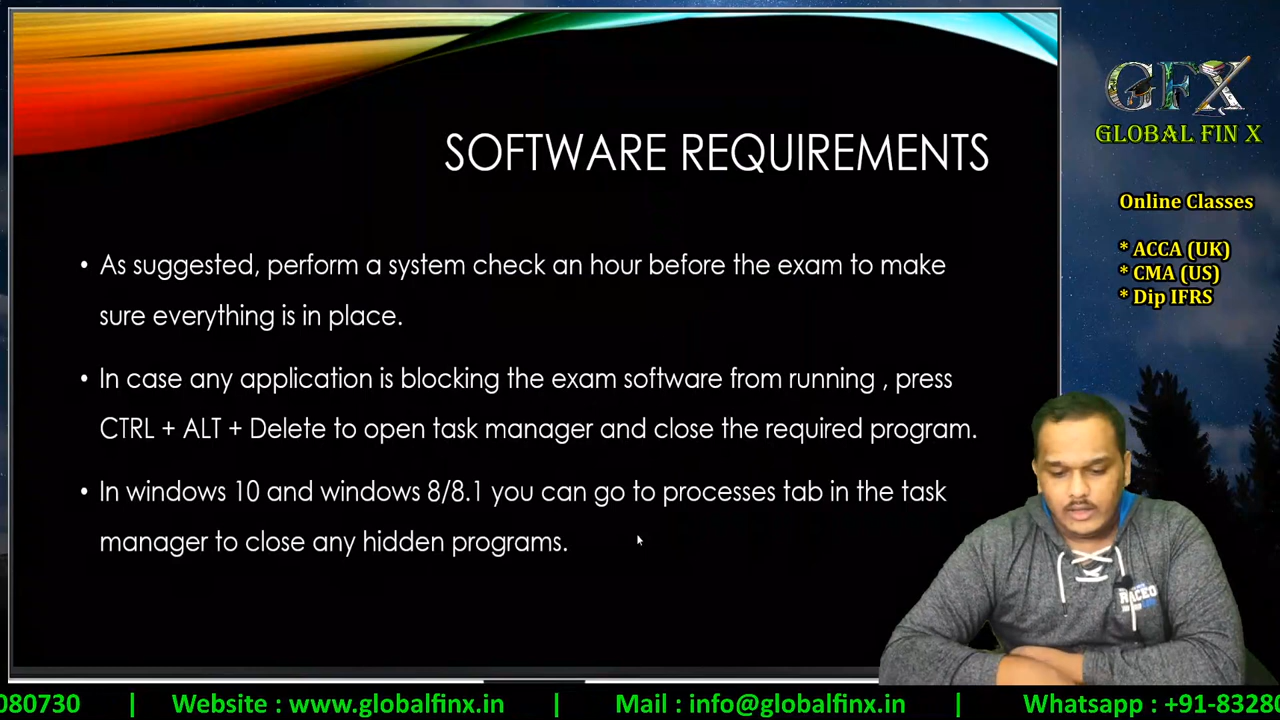 GFX
GLOBAL FIN X
SOFTWARE REQUIREMENTS
Online Classes
* ACCA (UK)
* CMA (US)
* Dip IFRS
• As suggested, perform a system check an hour before the exam to make
sure everything is in place.
• In case any application is blocking the exam software from running , press
CTRL + ALT + Delete to open task manager and close the required program.
• In windows 10 and windows 8/8.1 you can go to processes tab in the task
manager to close any hidden programs.
080730 | Website : www.globalfinx.in | Mail : info@globalfinx.in | Whatsapp : +91-83280